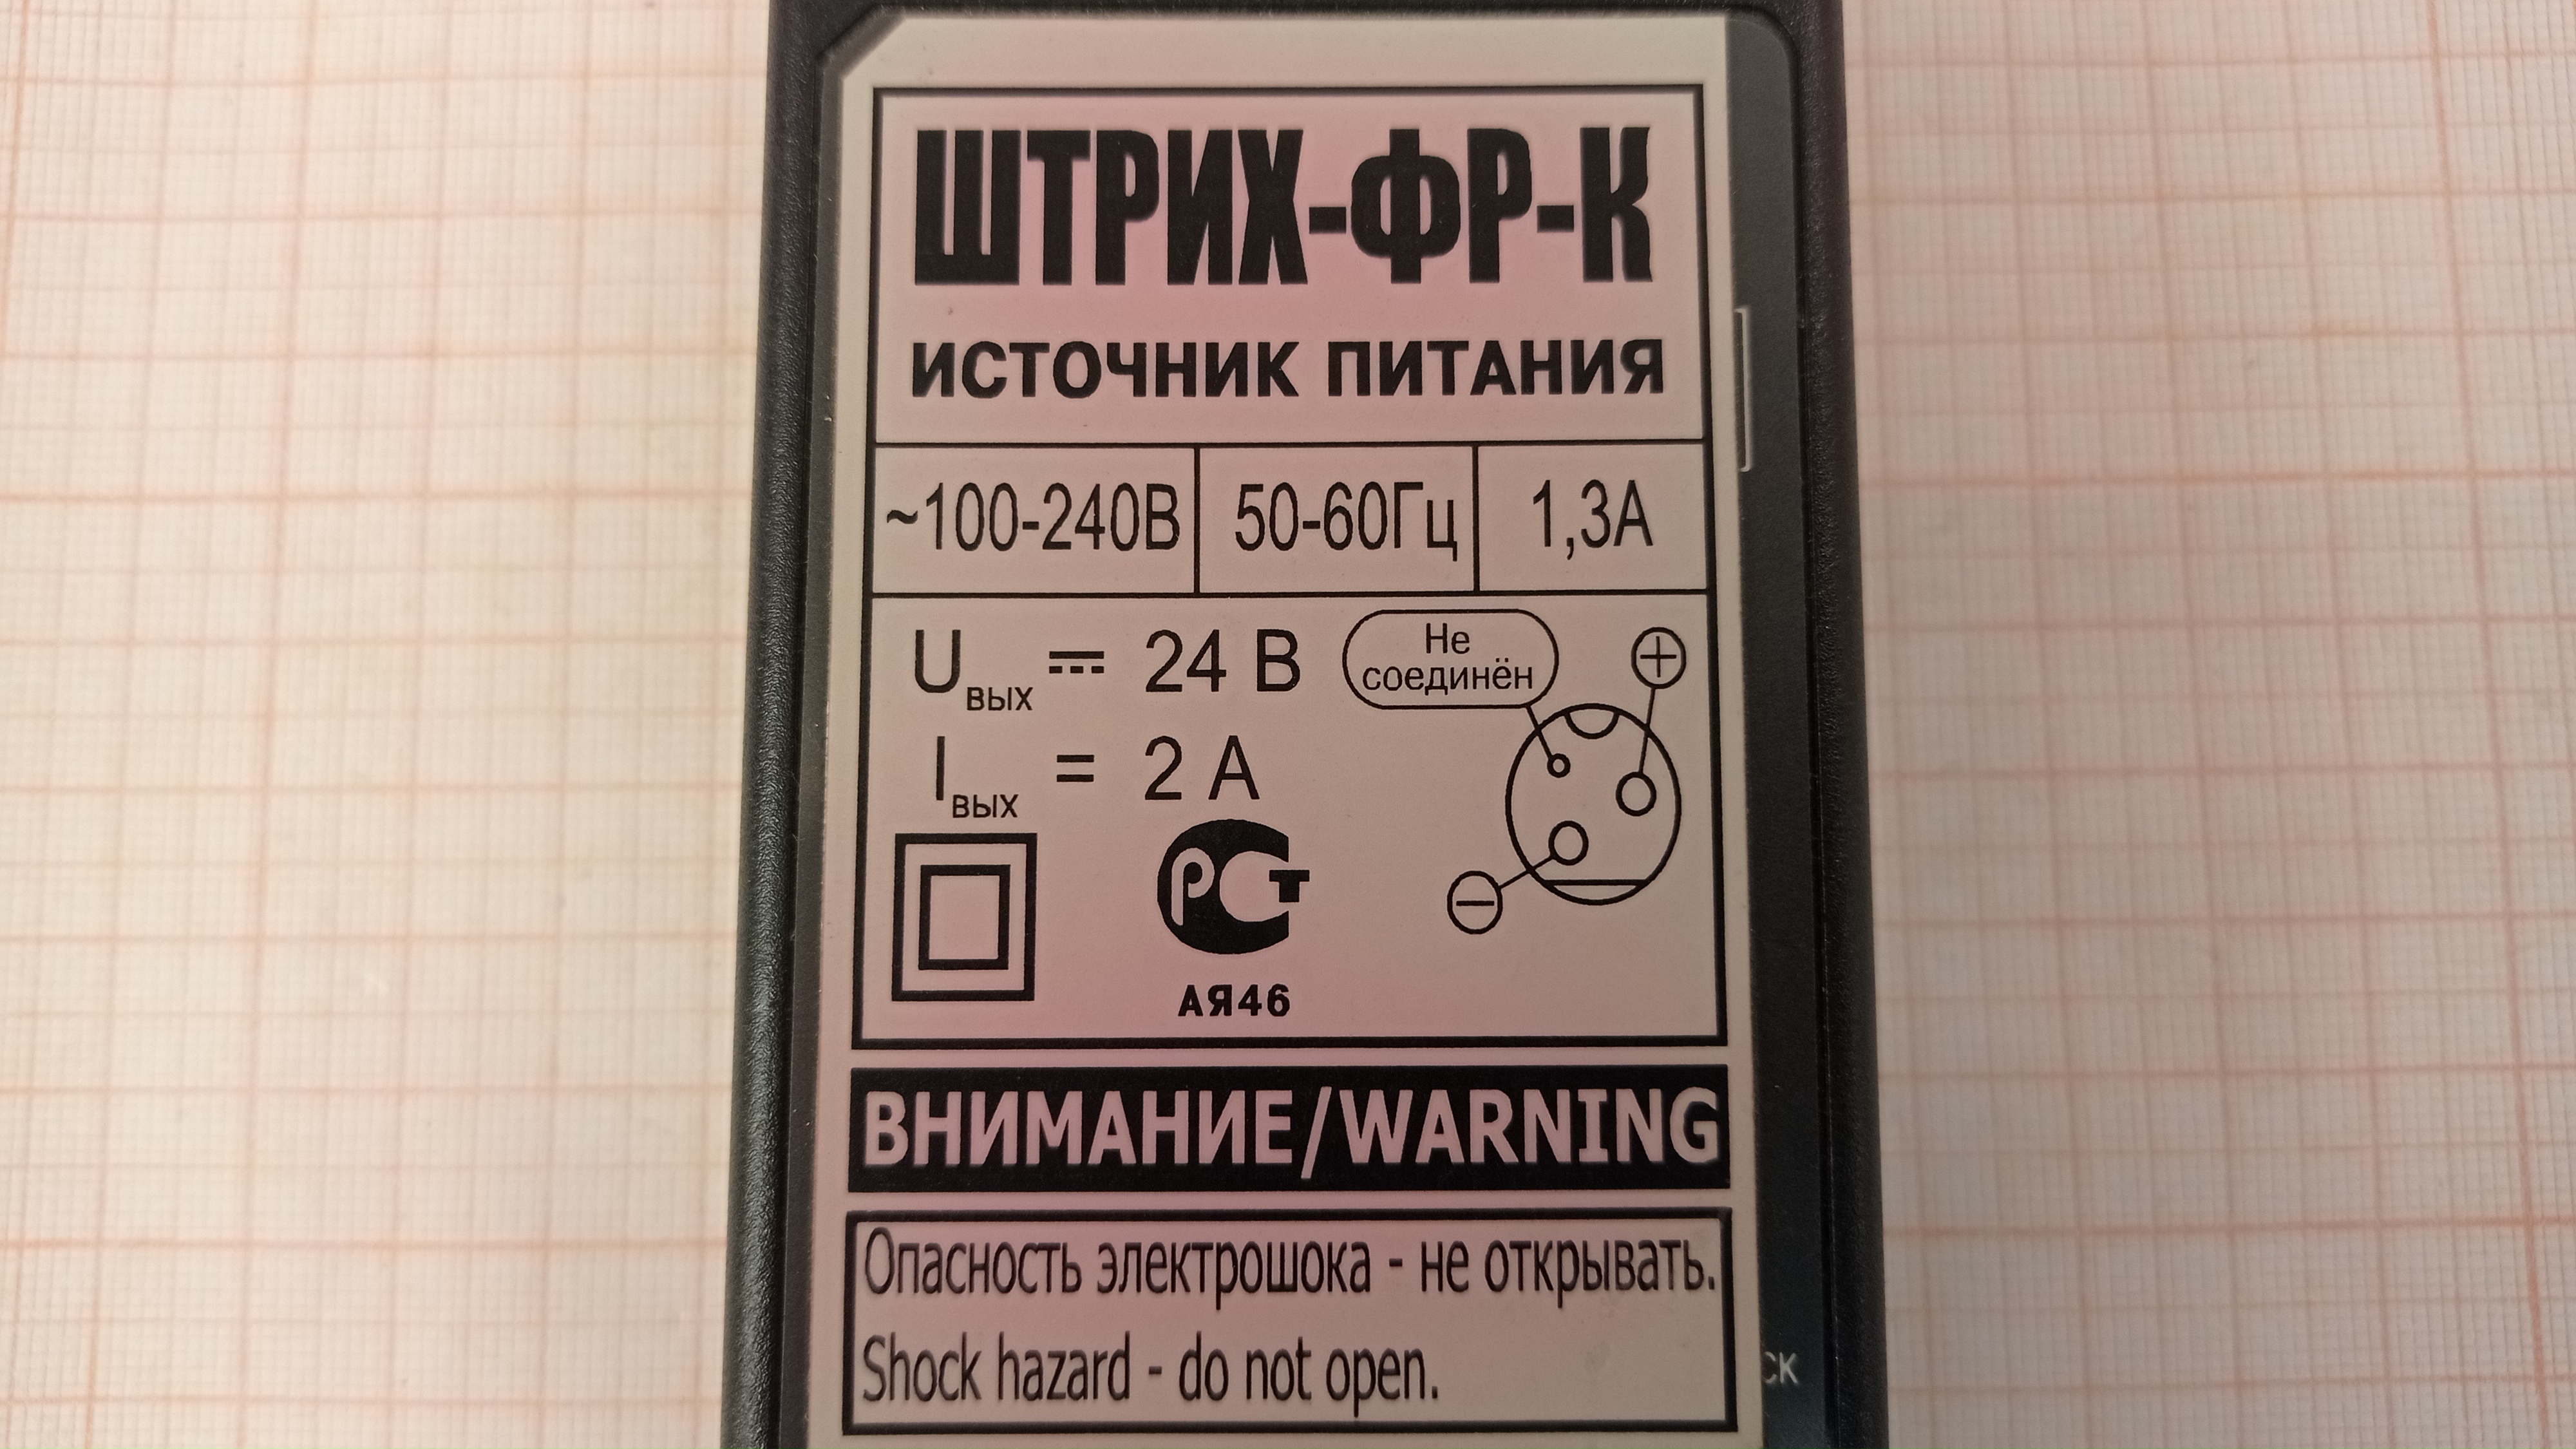 ШТРИХ-ФР-К
ИСТОЧНИК ПИТАНИЯ
~100-240В 50-60Гц 1,3А
Uвых ⎓ 24 В
Не
соединён
+
Iвых = 2 А
−
РСТ
АЯ46
ВНИМАНИЕ/WARNING
Опасность электрошока - не открывать.
Shock hazard - do not open.